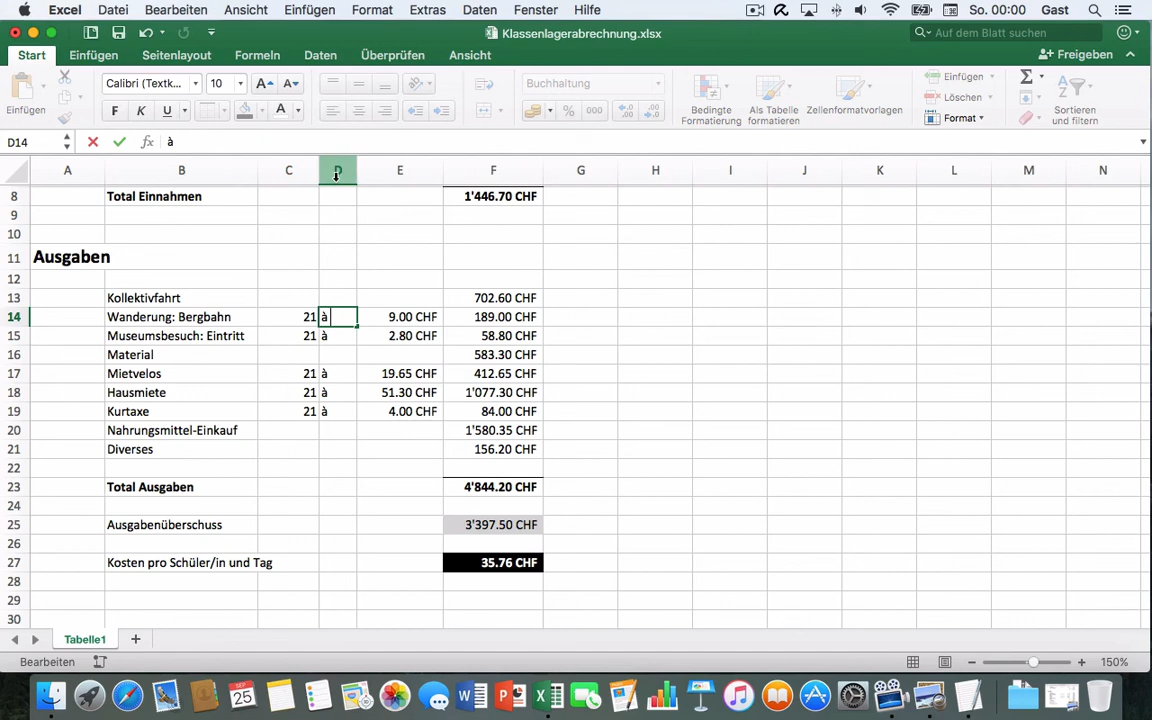 Excel Datei Bearbeiten Ansicht Einfügen Format Extras Daten Fenster Hilfe So. 00:00 Gast
Klassenlagerabrechnung.xlsx Auf dem Blatt suchen
Start Einfügen Seitenlayout Formeln Daten Überprüfen Ansicht Freigeben
Calibri (Textk... 10 A A Buchhaltung Einfügen Σ
Löschen
Einfügen F K U A % 000 Bedingte Formatierung Als Tabelle formatieren Zellenformatvorlagen Format Sortieren und filtern
D14 fx à
A B C D E F G H I J K L M N
8 Total Einnahmen 1'446.70 CHF
9
10
11 Ausgaben
12
13 Kollektivfahrt 702.60 CHF
14 Wanderung: Bergbahn 21 à 9.00 CHF 189.00 CHF
15 Museumsbesuch: Eintritt 21 à 2.80 CHF 58.80 CHF
16 Material 583.30 CHF
17 Mietvelos 21 à 19.65 CHF 412.65 CHF
18 Hausmiete 21 à 51.30 CHF 1'077.30 CHF
19 Kurtaxe 21 à 4.00 CHF 84.00 CHF
20 Nahrungsmittel-Einkauf 1'580.35 CHF
21 Diverses 156.20 CHF
22
23 Total Ausgaben 4'844.20 CHF
24
25 Ausgabenüberschuss 3'397.50 CHF
26
27 Kosten pro Schüler/in und Tag 35.76 CHF
28
29
30
Tabelle1 +
Bearbeiten 150%
SEP 25